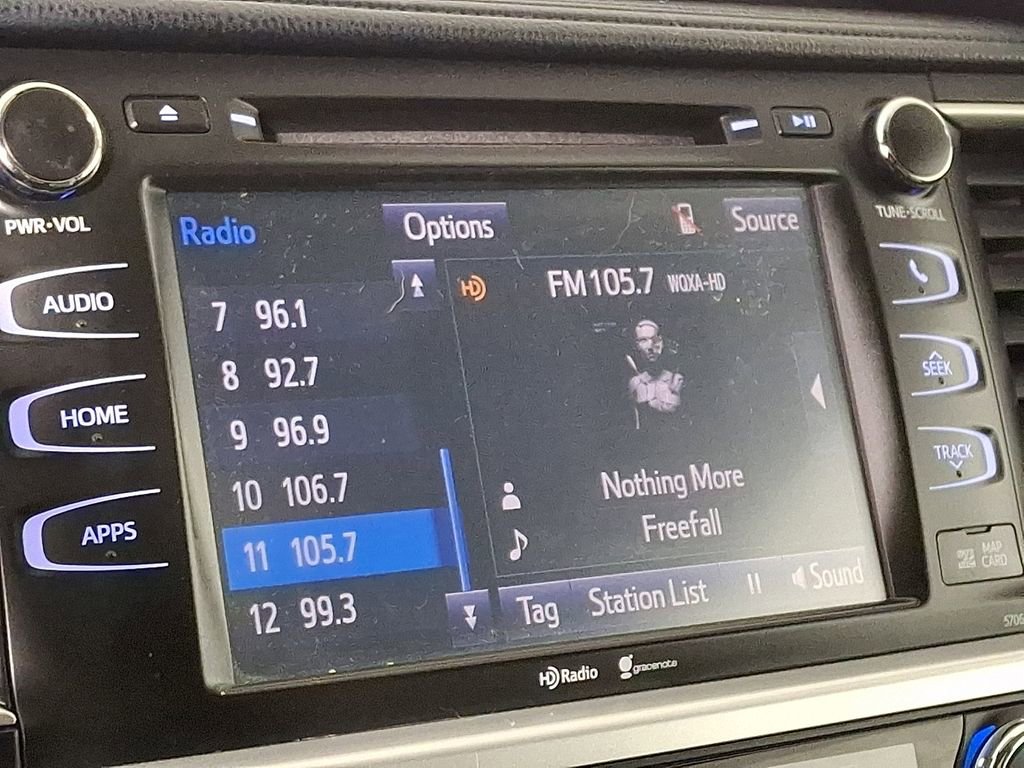 PWR•VOL
TUNE•SCROLL
AUDIO
HOME
APPS
Radio
Options
Source
7 96.1
8 92.7
9 96.9
10 106.7
11 105.7
12 99.3
HD
FM 105.7 WQXA-HD
Nothing More
Freefall
Tag
Station List
Sound
SEEK
TRACK
MAP
CARD
HD Radio
gracenote